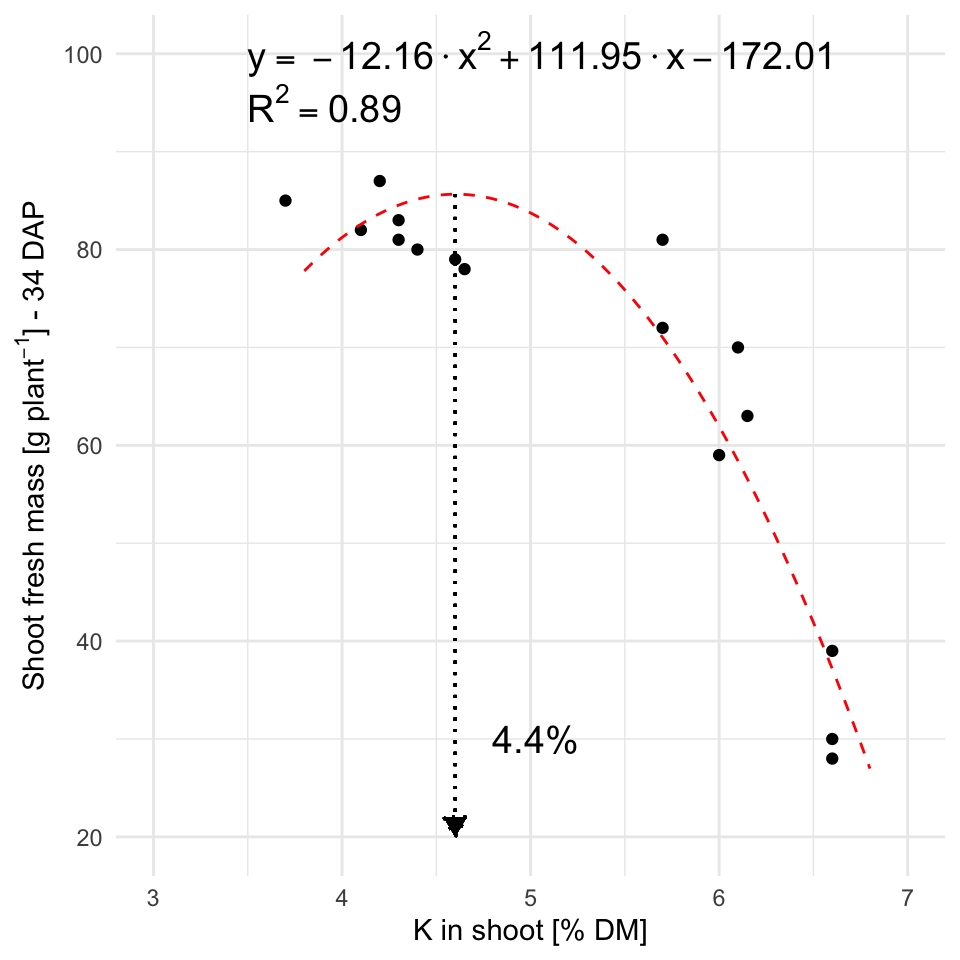 y = −12.16 · x² + 111.95 · x − 172.01
R² = 0.89
100
80
60
40
20
Shoot fresh mass [g plant⁻¹] - 34 DAP
4.4%
3 4 5 6 7
K in shoot [% DM]